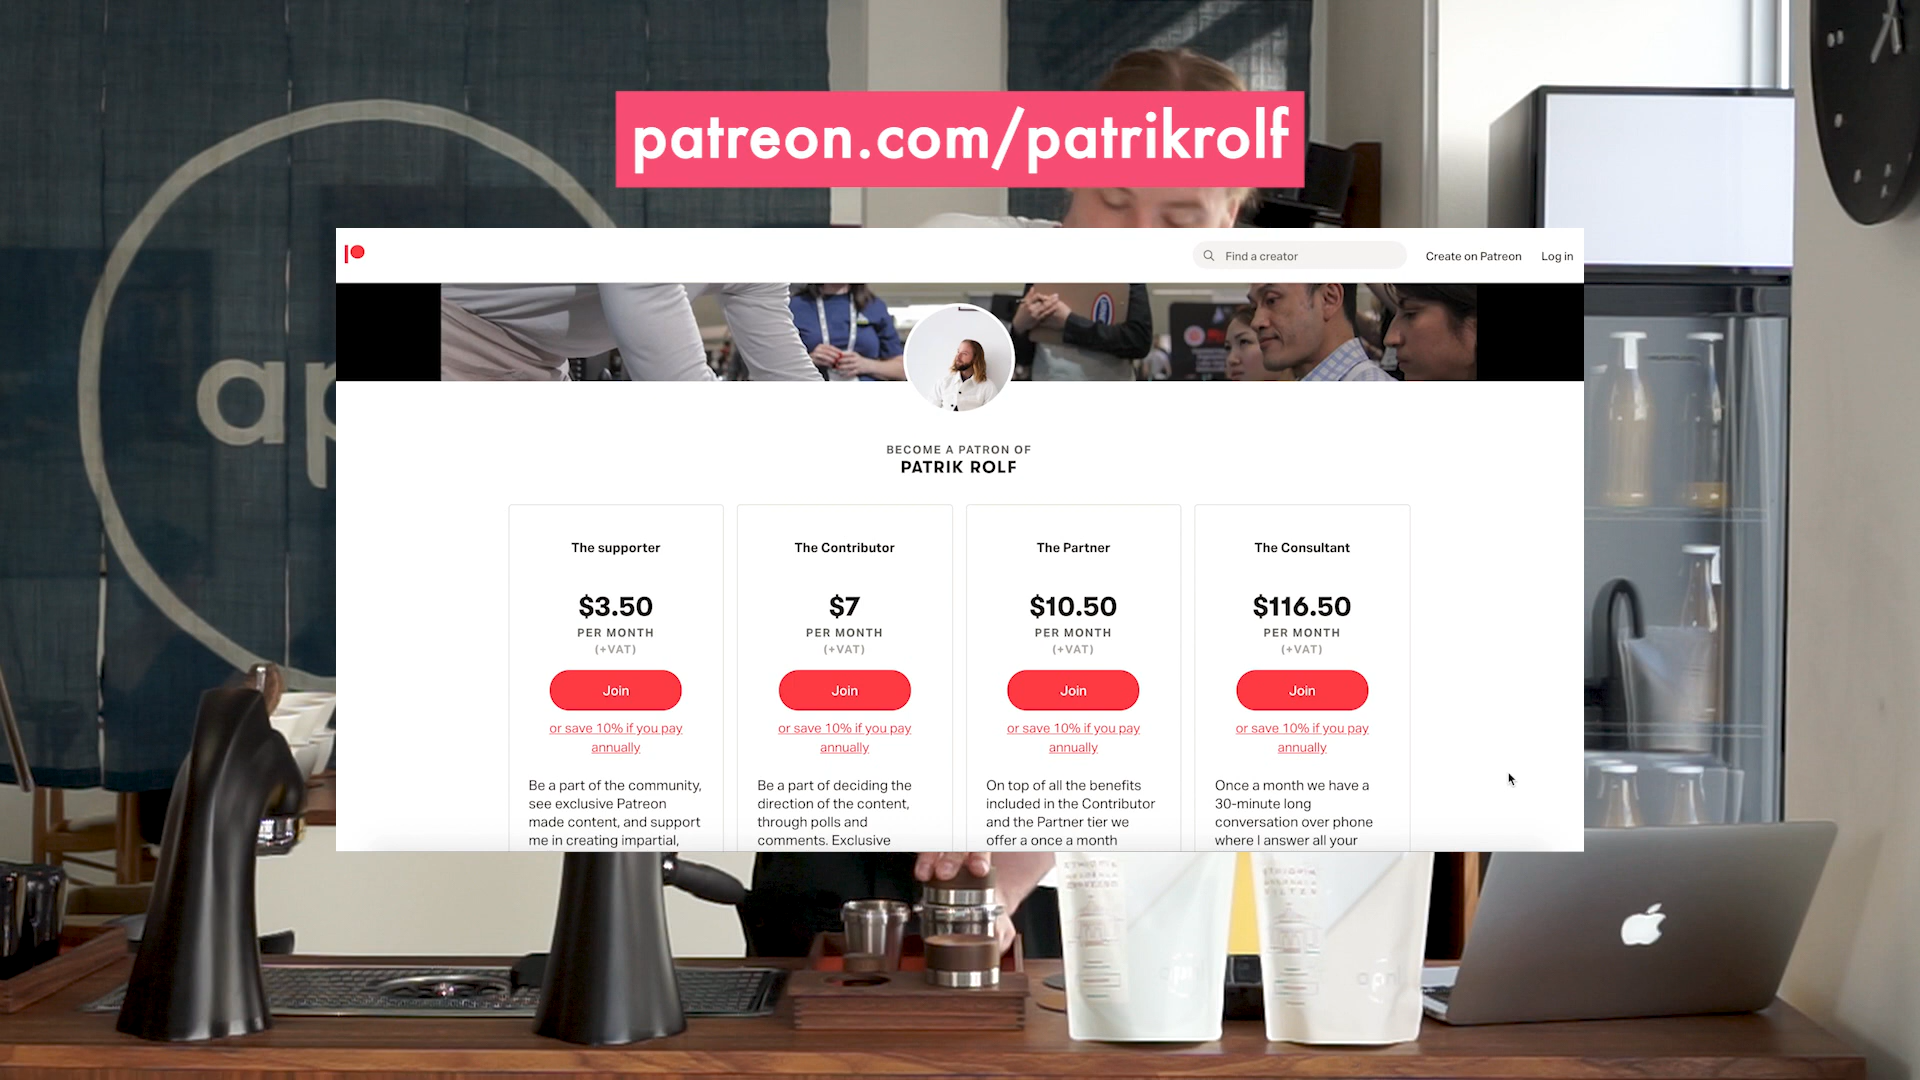 patreon.com/patrikrolf
ap
Find a creator
Create on Patreon
Log in
BECOME A PATRON OF
PATRIK ROLF
The supporter
$3.50
PER MONTH
(+VAT)
Join
or save 10% if you pay
annually
Be a part of the community,
see exclusive Patreon
made content, and support
me in creating impartial,
The Contributor
$7
PER MONTH
(+VAT)
Join
or save 10% if you pay
annually
Be a part of deciding the
direction of the content,
through polls and
comments. Exclusive
The Partner
$10.50
PER MONTH
(+VAT)
Join
or save 10% if you pay
annually
On top of all the benefits
included in the Contributor
and the Partner tier we
offer a once a month
The Consultant
$116.50
PER MONTH
(+VAT)
Join
or save 10% if you pay
annually
Once a month we have a
30-minute long
conversation over phone
where I answer all your